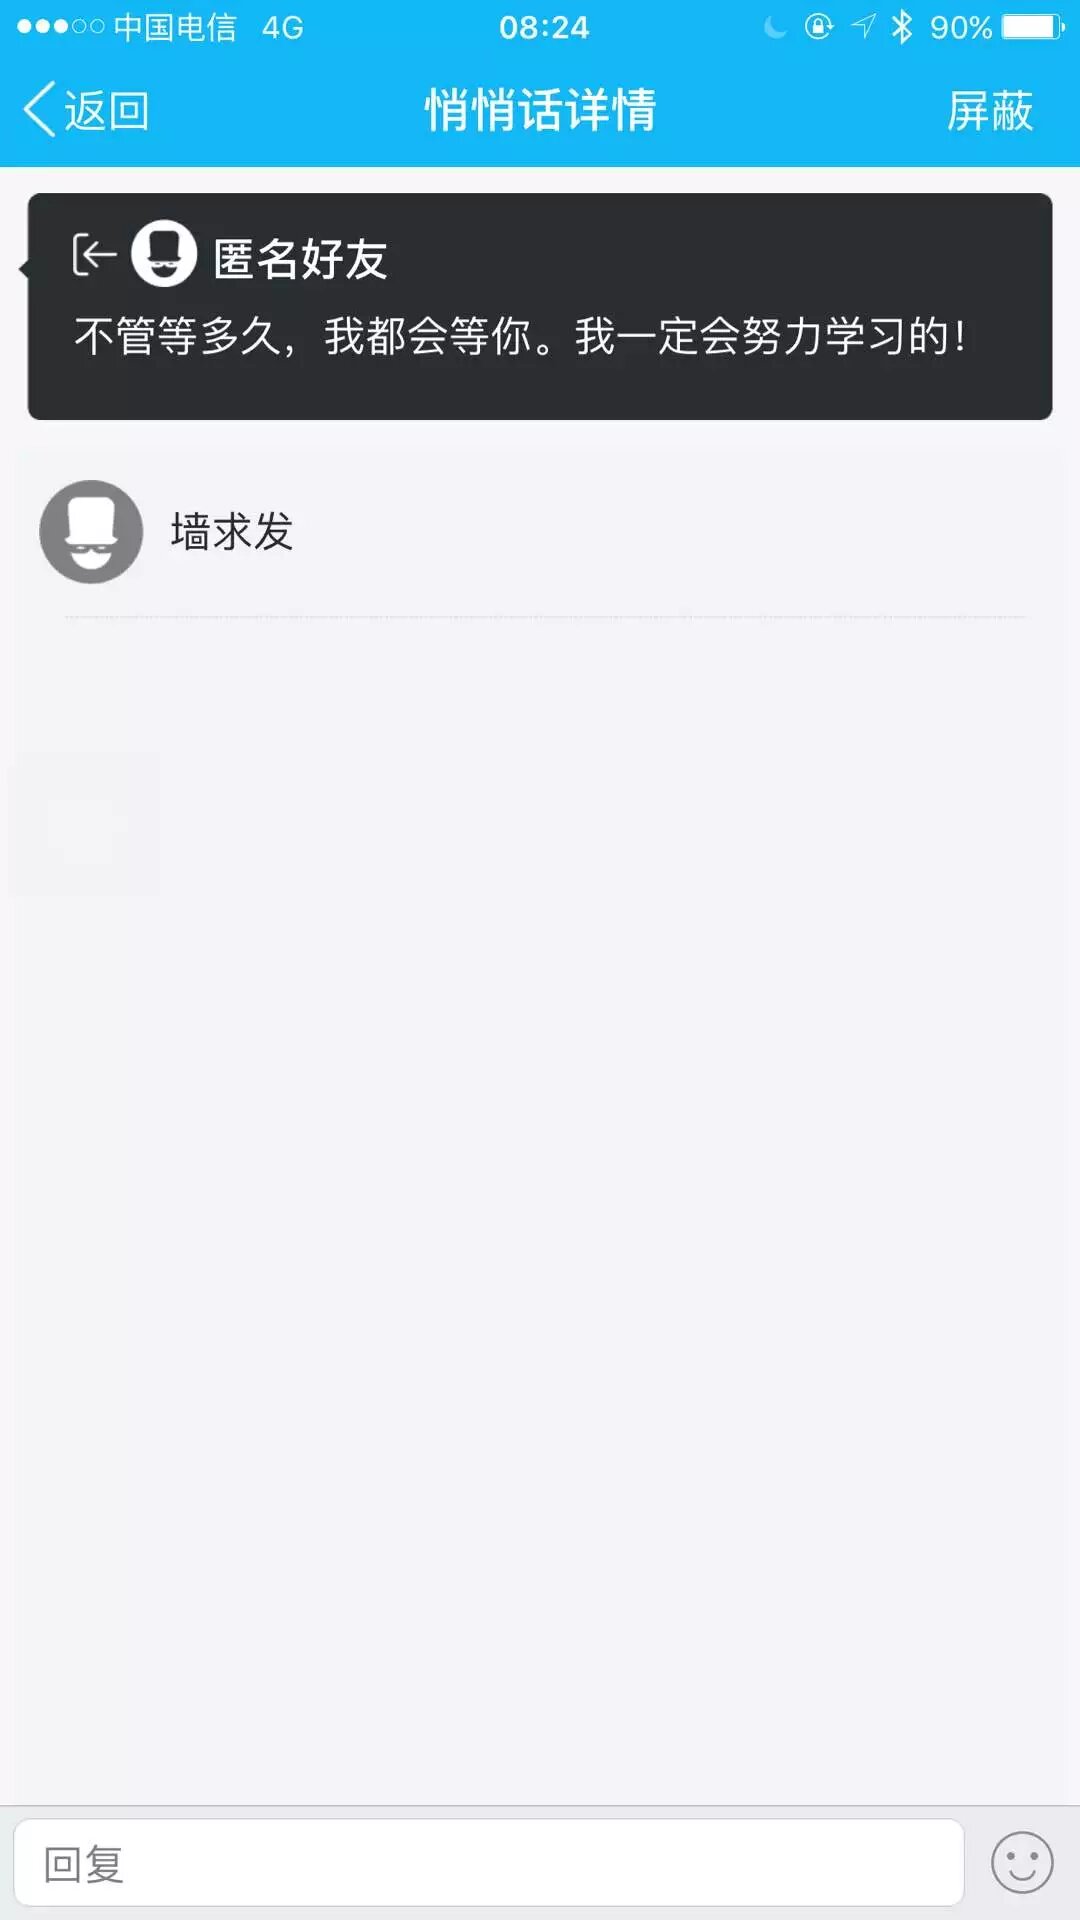 中国电信 4G 08:24 90%
返回 悄悄话详情 屏蔽
匿名好友
不管等多久，我都会等你。我一定会努力学习的！
墙求发
回复